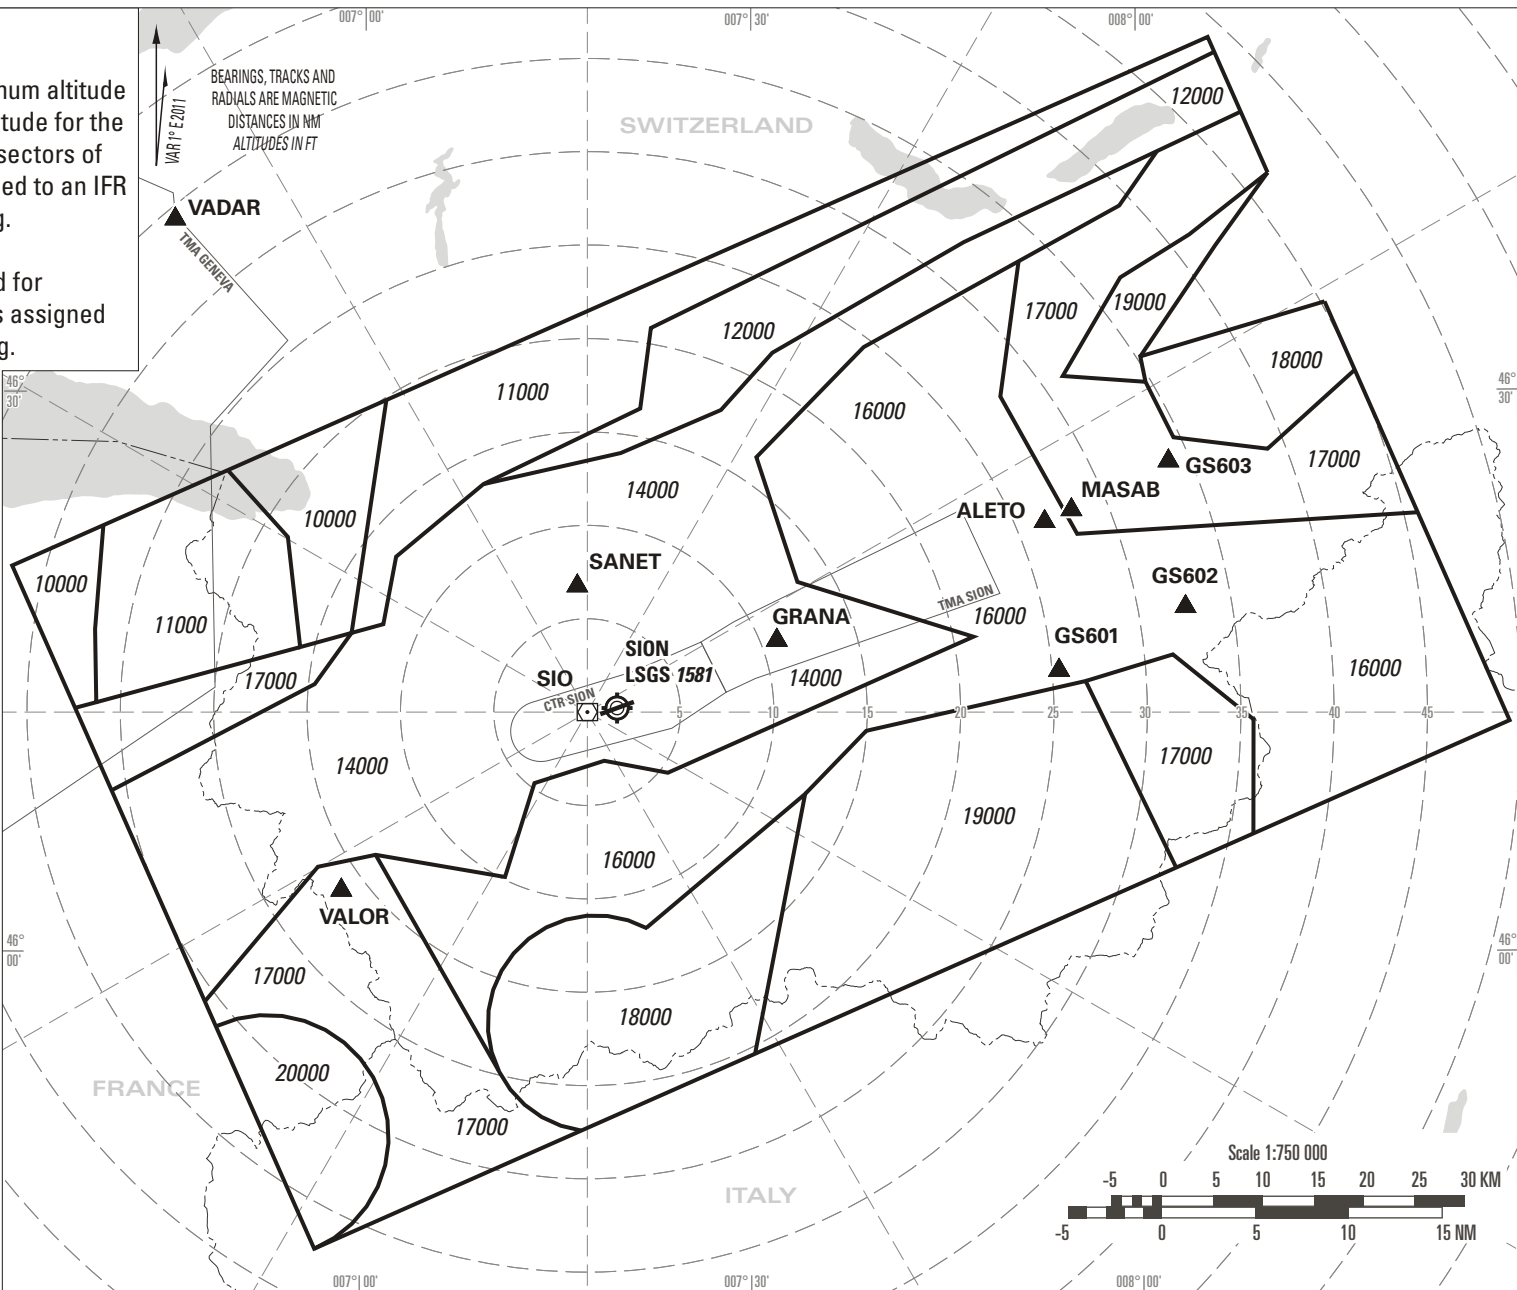 007° 00'
007° 30'
008° 00'
num altitude
tude for the
sectors of
ned to an IFR
g.
d for
s assigned
g.
VAR 1° E 2011
BEARINGS, TRACKS AND
RADIALS ARE MAGNETIC
DISTANCES IN NM
ALTITUDES IN FT
SWITZERLAND
12000
VADAR
TMA GENEVA
17000
19000
12000
18000
46°
30'
46°
30'
11000
16000
14000
17000
GS603
MASAB
ALETO
10000
SANET
GS602
10000
TMA SION
11000
GRANA
16000
GS601
SION
LSGS 1581
SIO
CTR SION
14000
16000
17000
5
10
15
20
25
30
35
40
45
14000
17000
19000
16000
VALOR
46°
00'
46°
00'
17000
18000
20000
FRANCE
17000
ITALY
Scale 1:750 000
-5
0
5
10
15
20
25
30 KM
-5
0
5
10
15 NM
007° 00'
007° 30'
008° 00'